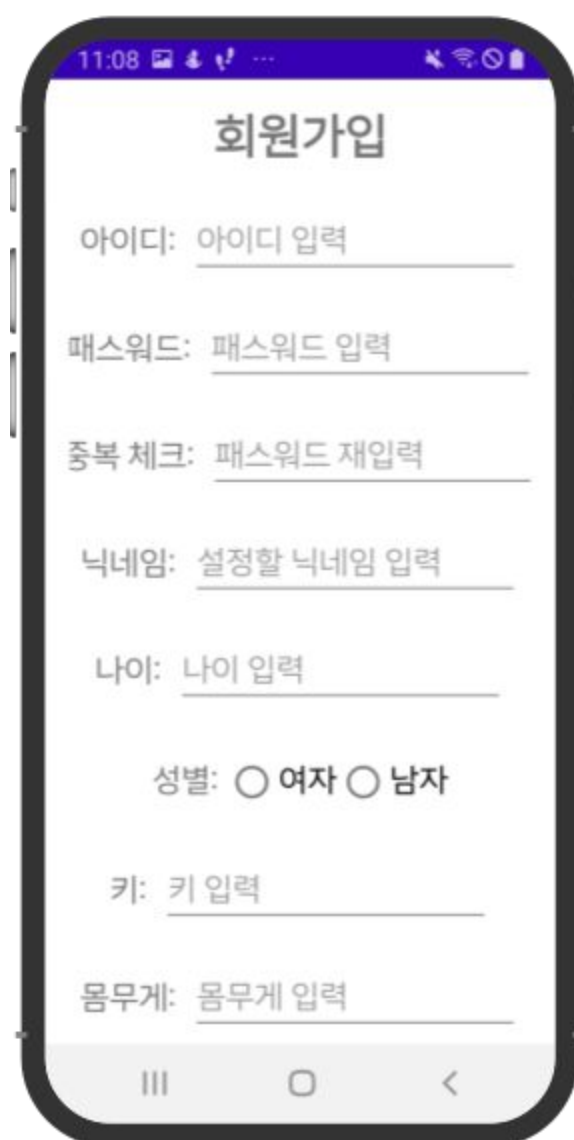 11:08
회원가입
아이디: 아이디 입력
패스워드: 패스워드 입력
중복 체크: 패스워드 재입력
닉네임: 설정할 닉네임 입력
나이: 나이 입력
성별: 여자 남자
키: 키 입력
몸무게: 몸무게 입력